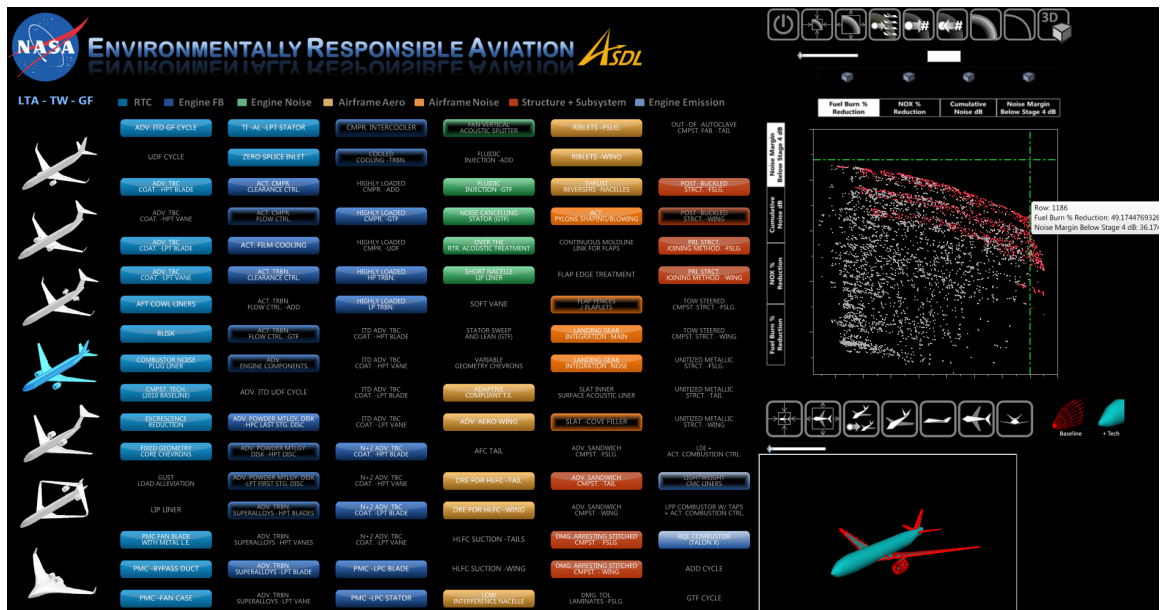 NASA
ENVIRONMENTALLY RESPONSIBLE AVIATION
ASDL
LTA - TW - GF
RTC
Engine FB
Engine Noise
Airframe Aero
Airframe Noise
Structure + Subsystem
Engine Emission
ADV. ITD GF CYCLE
UDF CYCLE
ADV. TBC
COAT. -HPT BLADE
ADV. TBC
COAT. -HPT VANE
ADV. TBC
COAT. -LPT BLADE
ADV. TBC
COAT. -LPT VANE
AFT COWL LINERS
BLISK
COMBUSTOR NOISE
PLUG LINER
CMPST. TECH.
(2010 BASELINE)
EXCRESCENCE
REDUCTION
FIXED GEOMETRY
CORE CHEVRONS
GUST
LOAD ALLEVIATION
LIP LINER
PMC FAN BLADE
WITH METAL L.E.
PMC -BYPASS DUCT
PMC -FAN CASE
TI -AL -LPT STATOR
ZERO SPLICE INLET
ACT. CMPR.
CLEARANCE CTRL.
ACT. CMPR.
FLOW CTRL.
ACT. FILM COOLING
ACT. TRBN.
CLEARANCE CTRL.
ACT. TRBN.
FLOW CTRL. -ADD
ACT. TRBN.
FLOW CTRL. -GTF
ADV.
ENGINE COMPONENTS
ADV. ITD UDF CYCLE
ADV. POWDER MTLGY. DISK
-HPC LAST STG. DISC
ADV. POWDER MTLGY.
DISK -HPT DISC
ADV. POWDER MTLGY. DISK
-LPT FIRST STG. DISC
ADV. TRBN.
SUPERALLOYS -HPT BLADES
ADV. TRBN.
SUPERALLOYS -HPT VANES
ADV. TRBN.
SUPERALLOYS -LPT BLADE
ADV. TRBN.
SUPERALLOYS -LPT VANE
CMPR. INTERCOOLER
COOLED
COOLING -TRBN.
HIGHLY LOADED
CMPR. -ADD
HIGHLY LOADED
CMPR. -GTF
HIGHLY LOADED
CMPR. -UDF
HIGHLY LOADED
HP TRBN.
HIGHLY LOADED
LP TRBN.
ITD ADV. TBC
COAT. -HPT BLADE
ITD ADV. TBC
COAT. -HPT VANE
ITD ADV. TBC
COAT. -LPT BLADE
ITD ADV. TBC
COAT. -LPT VANE
N+2 ADV. TBC
COAT. -HPT BLADE
N+2 ADV. TBC
COAT. -HPT VANE
N+2 ADV. TBC
COAT. -LPT BLADE
N+2 ADV. TBC
COAT. -LPT VANE
PMC -LPC BLADE
PMC -LPC STATOR
FAN VERTICAL
ACOUSTIC SPLITTER
FLUIDIC
INJECTION -ADD
FLUIDIC
INJECTION -GTF
NOISE CANCELLING
STATOR (GTF)
OVER THE
RTR. ACOUSTIC TREATMENT
SHORT NACELLE
LIP LINER
SOFT VANE
STATOR SWEEP
AND LEAN (GTF)
VARIABLE
GEOMETRY CHEVRONS
ADAPTIVE
COMPLIANT T.E.
ADV. AERO WING
AFC TAIL
DRE FOR HLFC -TAIL
DRE FOR HLFC -WING
HLFC SUCTION -TAILS
HLFC SUCTION -WING
LOW
INTERFERENCE NACELLE
RIBLETS -FSLG.
RIBLETS -WING
THRUST
REVERSERS -NACELLES
ACT.
PYLONS SHAPING/BLOWING
CONTINUOUS MOLDLINE
LINK FOR FLAPS
FLAP EDGE TREATMENT
FLAP FENCES
/ FLAPLETS
LANDING GEAR
INTEGRATION -MAIN
LANDING GEAR
INTEGRATION -NOSE
SLAT INNER
SURFACE ACOUSTIC LINER
SLAT -COVE FILLER
ADV. SANDWICH
CMPST. -FSLG.
ADV. SANDWICH
CMPST. -TAIL
ADV. SANDWICH
CMPST. -WING
DMG. ARRESTING STITCHED
CMPST. - FSLG.
DMG. ARRESTING STITCHED
CMPST. - WING
DMG. TOL.
LAMINATES -FSLG.
OUT -OF -AUTOCLAVE
CMPST. FAB. -TAIL
POST -BUCKLED
STRCT. -FSLG.
POST -BUCKLED
STRCT. -WING
PRI. STRCT.
JOINING METHOD. -FSLG.
PRI. STRCT.
JOINING METHOD. -WING
TOW STEERED
CMPST. STRCT. -FSLG.
TOW STEERED
CMPST. STRCT. -WING
UNITIZED METALLIC
STRCT. -FSLG.
UNITIZED METALLIC
STRCT. -TAIL
UNITIZED METALLIC
STRCT. -WING
LDI +
ACT. COMBUSTION CTRL.
LIGHTWEIGHT
CMC LINERS
LPP COMBUSTOR W/ TAPS
+ ACT. COMBUSTION CTRL.
RQL COMBUSTOR
(TALON X)
ADD CYCLE
GTF CYCLE
3D
Fuel Burn %
Reduction
NOX %
Reduction
Cumulative
Noise dB
Noise Margin
Below Stage 4 dB
Noise Margin
Below Stage 4 dB
Cumulative
Noise dB
NOX %
Reduction
Fuel Burn %
Reduction
Row: 1186
Fuel Burn % Reduction: 49.1744769326
Noise Margin Below Stage 4 dB: 36.174
Baseline
+ Tech